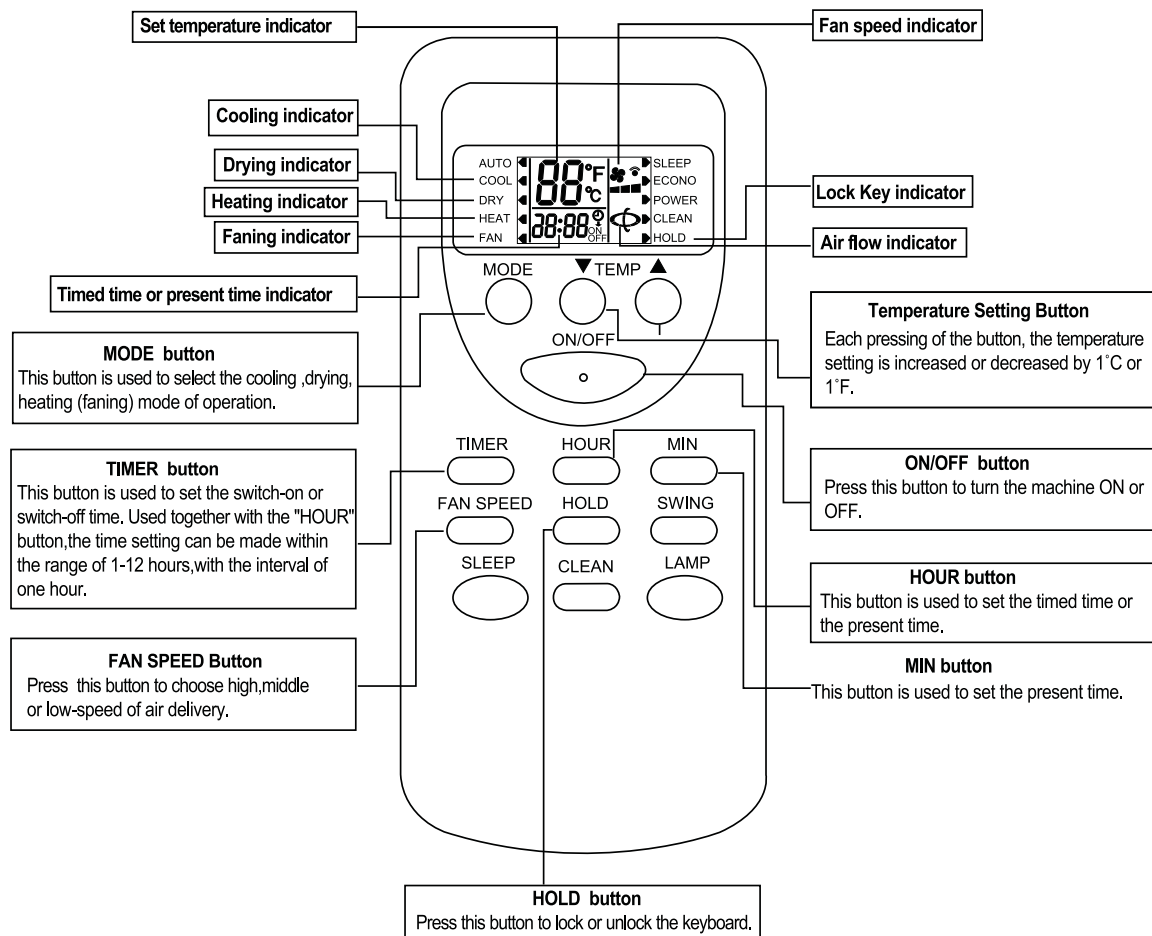 Set temperature indicator
Fan speed indicator
Cooling indicator
Drying indicator
Heating indicator
Faning indicator
Timed time or present time indicator
Lock Key indicator
Air flow indicator
AUTO
COOL
DRY
HEAT
FAN
88°F
°C
28:88 ON
OFF
SLEEP
ECONO
POWER
CLEAN
HOLD
MODE
▼ TEMP ▲
ON/OFF
MODE button
This button is used to select the cooling ,drying,
heating (faning) mode of operation.
Temperature Setting Button
Each pressing of the button, the temperature
setting is increased or decreased by 1°C or
1°F.
TIMER HOUR MIN
FAN SPEED HOLD SWING
SLEEP CLEAN LAMP
TIMER button
This button is used to set the switch-on or
switch-off time. Used together with the "HOUR"
button,the time setting can be made within
the range of 1-12 hours,with the interval of
one hour.
ON/OFF button
Press this button to turn the machine ON or
OFF.
HOUR button
This button is used to set the timed time or
the present time.
FAN SPEED Button
Press this button to choose high,middle
or low-speed of air delivery.
MIN button
This button is used to set the present time.
HOLD button
Press this button to lock or unlock the keyboard.